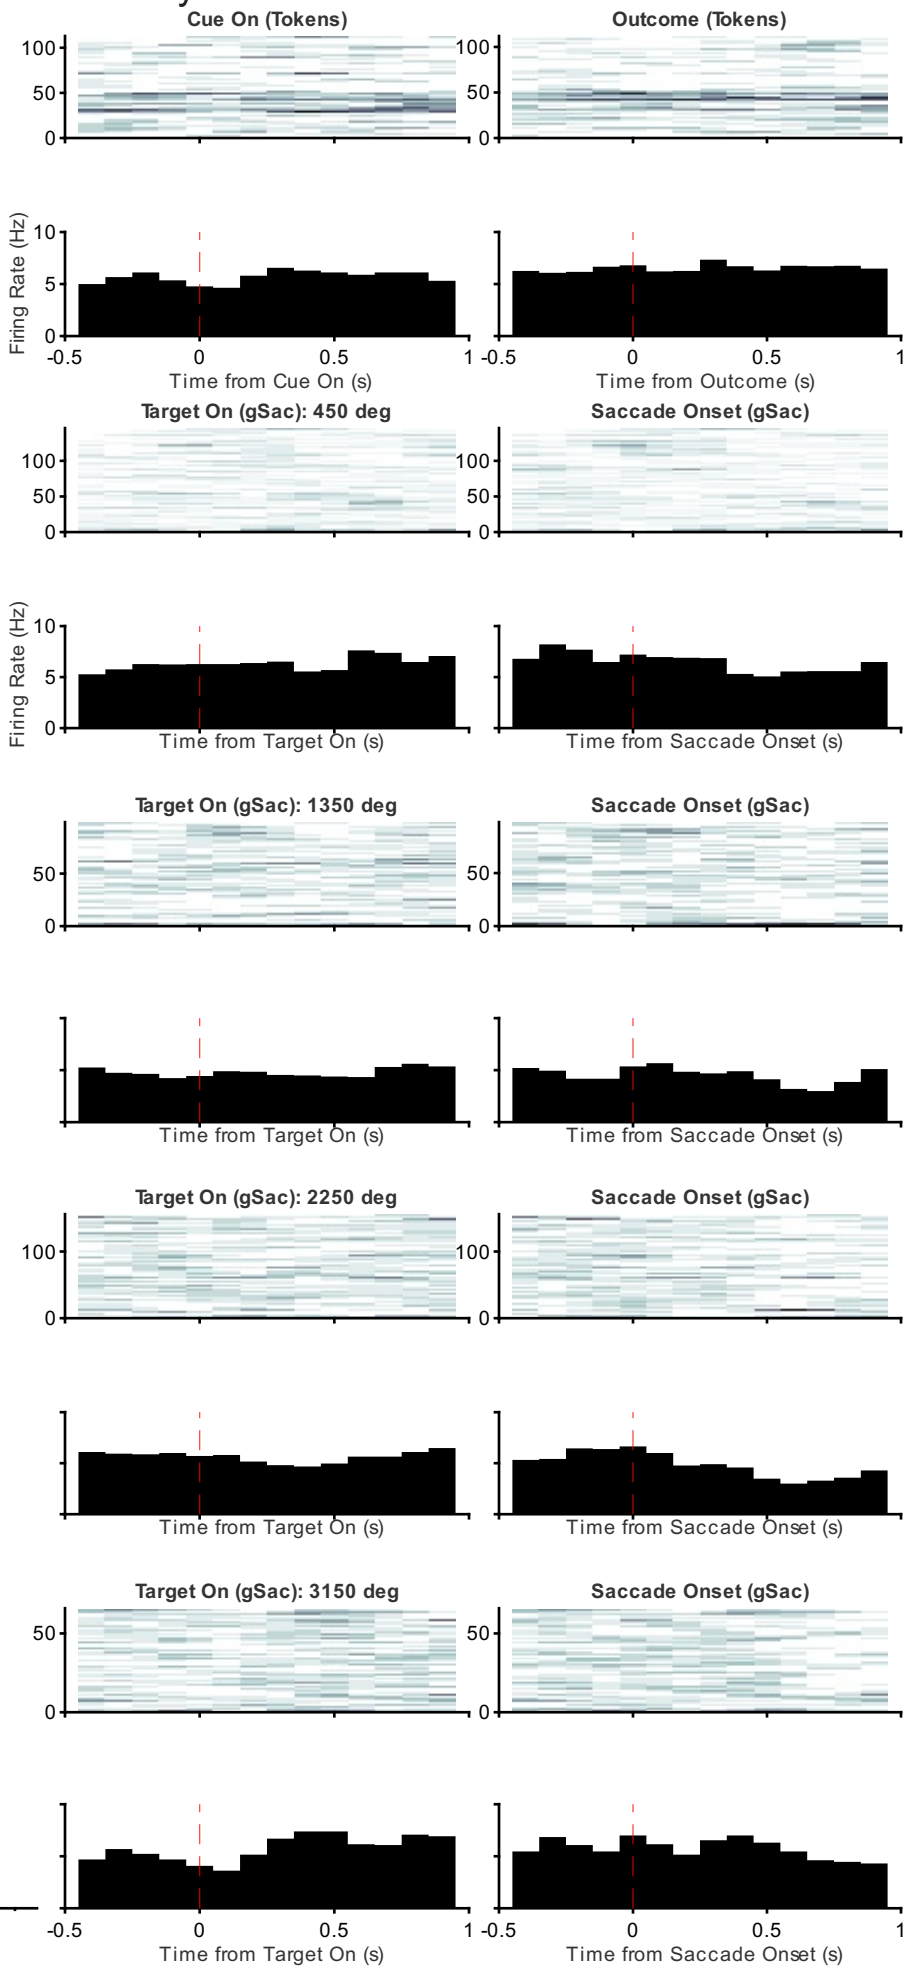 Cue On (Tokens)
Outcome (Tokens)
100
50
0
100
50
0
Firing Rate (Hz)
10
5
0
-0.5
0
0.5
1
Time from Cue On (s)
-0.5
0
0.5
1
Time from Outcome (s)
Target On (gSac): 450 deg
Saccade Onset (gSac)
100
50
0
100
50
0
Firing Rate (Hz)
10
5
0
Time from Target On (s)
Time from Saccade Onset (s)
Target On (gSac): 1350 deg
Saccade Onset (gSac)
50
0
50
0
Time from Target On (s)
Time from Saccade Onset (s)
Target On (gSac): 2250 deg
Saccade Onset (gSac)
100
0
100
0
Time from Target On (s)
Time from Saccade Onset (s)
Target On (gSac): 3150 deg
Saccade Onset (gSac)
50
0
50
0
-0.5
0
0.5
1
Time from Target On (s)
-0.5
0
0.5
1
Time from Saccade Onset (s)